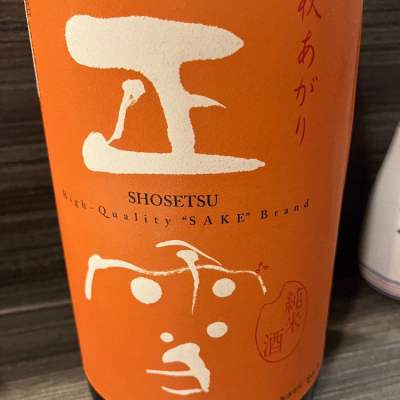 秋あがり
正
SHOSETSU
High-Quality "SAKE" Brand
雪
純米
酒